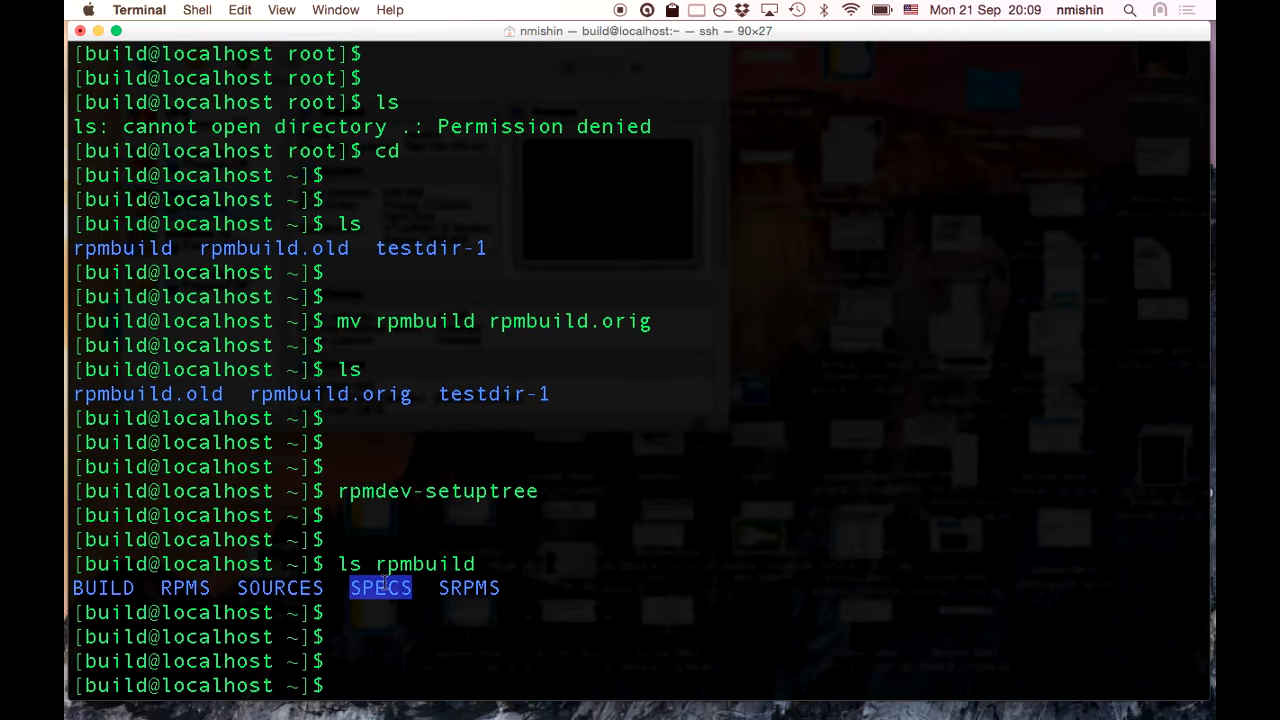 Terminal Shell Edit View Window Help Mon 21 Sep 20:09 nmishin
nmishin — build@localhost:~ — ssh — 90×27
[build@localhost root]$
[build@localhost root]$
[build@localhost root]$ ls
ls: cannot open directory .: Permission denied
[build@localhost root]$ cd
[build@localhost ~]$
[build@localhost ~]$
[build@localhost ~]$ ls
rpmbuild rpmbuild.old testdir-1
[build@localhost ~]$
[build@localhost ~]$
[build@localhost ~]$ mv rpmbuild rpmbuild.orig
[build@localhost ~]$
[build@localhost ~]$ ls
rpmbuild.old rpmbuild.orig testdir-1
[build@localhost ~]$
[build@localhost ~]$
[build@localhost ~]$
[build@localhost ~]$ rpmdev-setuptree
[build@localhost ~]$
[build@localhost ~]$
[build@localhost ~]$ ls rpmbuild
BUILD RPMS SOURCES SPECS SRPMS
[build@localhost ~]$
[build@localhost ~]$
[build@localhost ~]$
[build@localhost ~]$